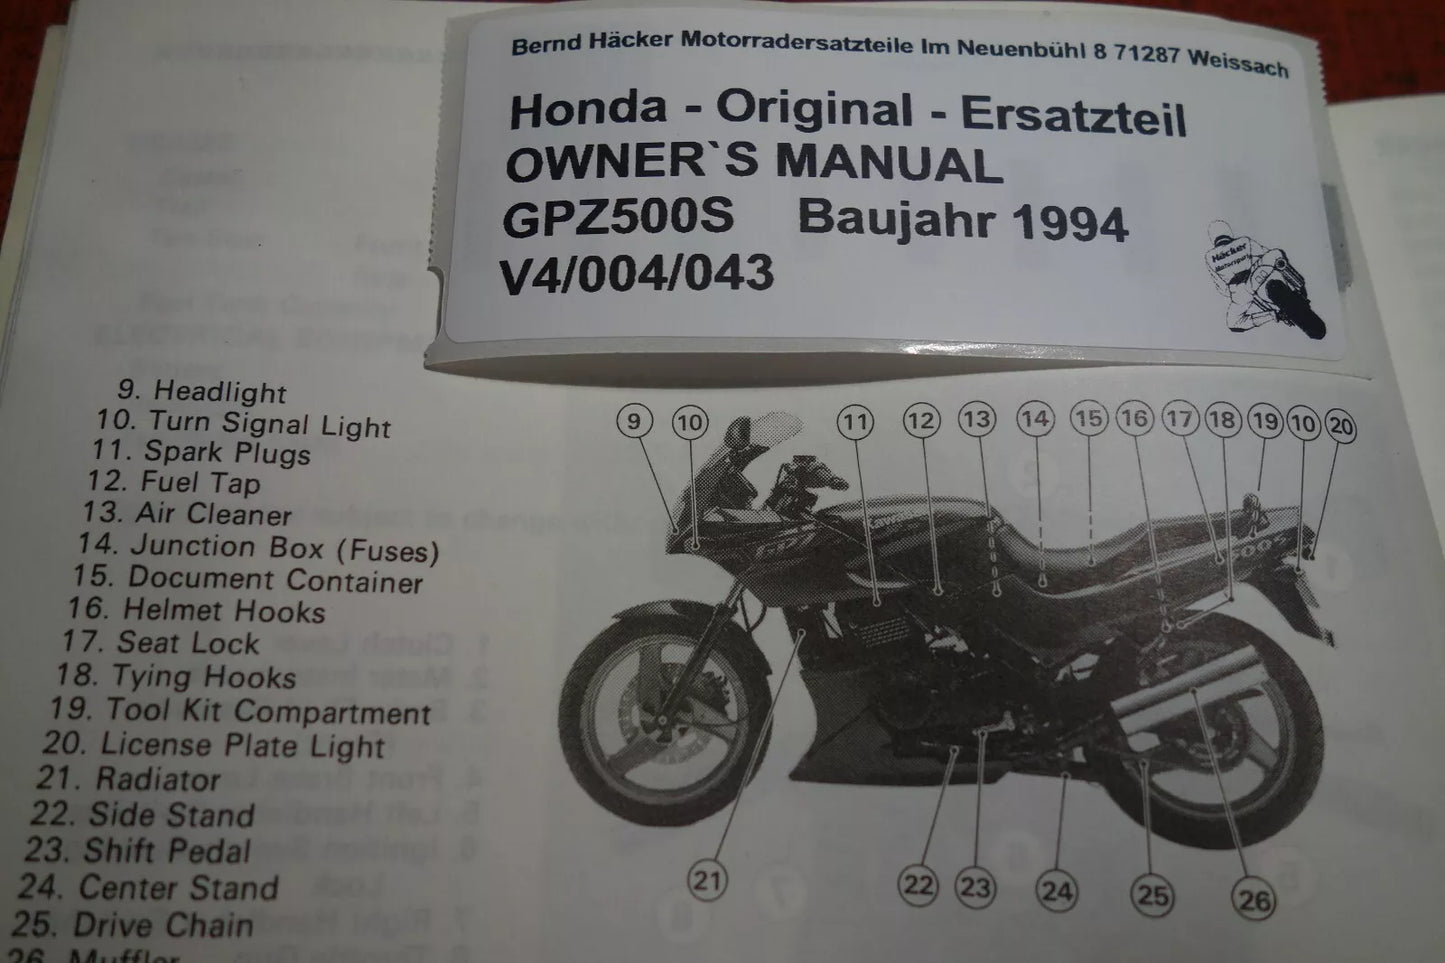 Bernd Häcker Motorradersatzteile Im Neuenbühl 8 71287 Weissach
Honda - Original - Ersatzteil
OWNER`S MANUAL
GPZ500S Baujahr 1994
V4/004/043
Häcker
Motorsport
9. Headlight
10. Turn Signal Light
11. Spark Plugs
12. Fuel Tap
13. Air Cleaner
14. Junction Box (Fuses)
15. Document Container
16. Helmet Hooks
17. Seat Lock
18. Tying Hooks
19. Tool Kit Compartment
20. License Plate Light
21. Radiator
22. Side Stand
23. Shift Pedal
24. Center Stand
25. Drive Chain
26. Muffler
9 10 11 12 13 14 15 16 17 18 19 10 20
21 22 23 24 25 26